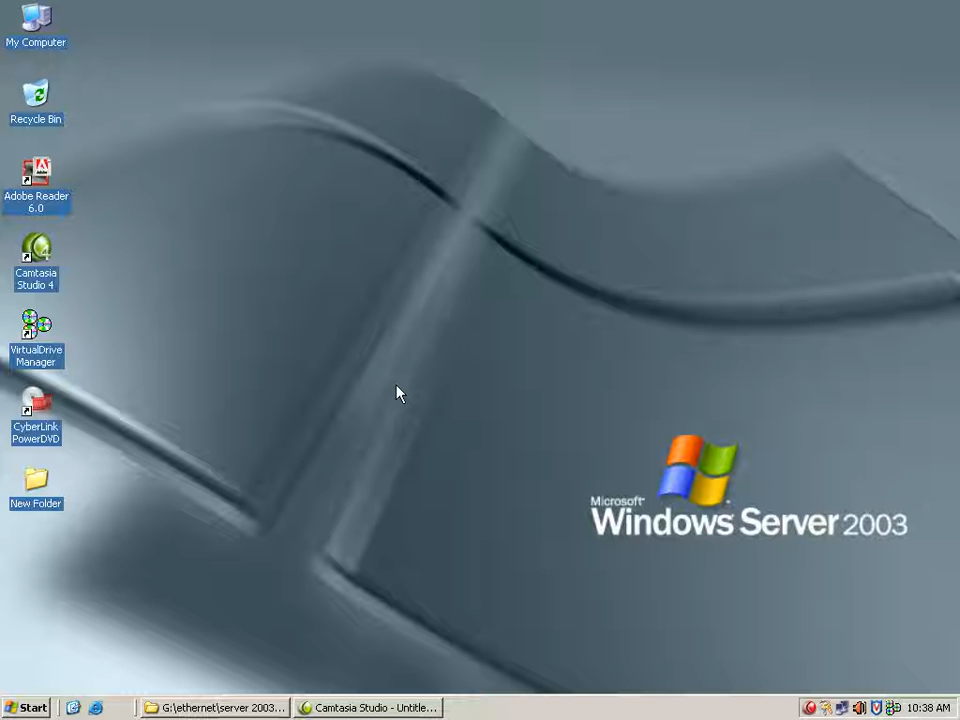 My Computer
Recycle Bin
Adobe Reader
6.0
Camtasia
Studio 4
VirtualDrive
Manager
CyberLink
PowerDVD
New Folder
Microsoft
Windows Server 2003
Start
G:\ethernet\server 2003...
Camtasia Studio - Untitle...
10:38 AM